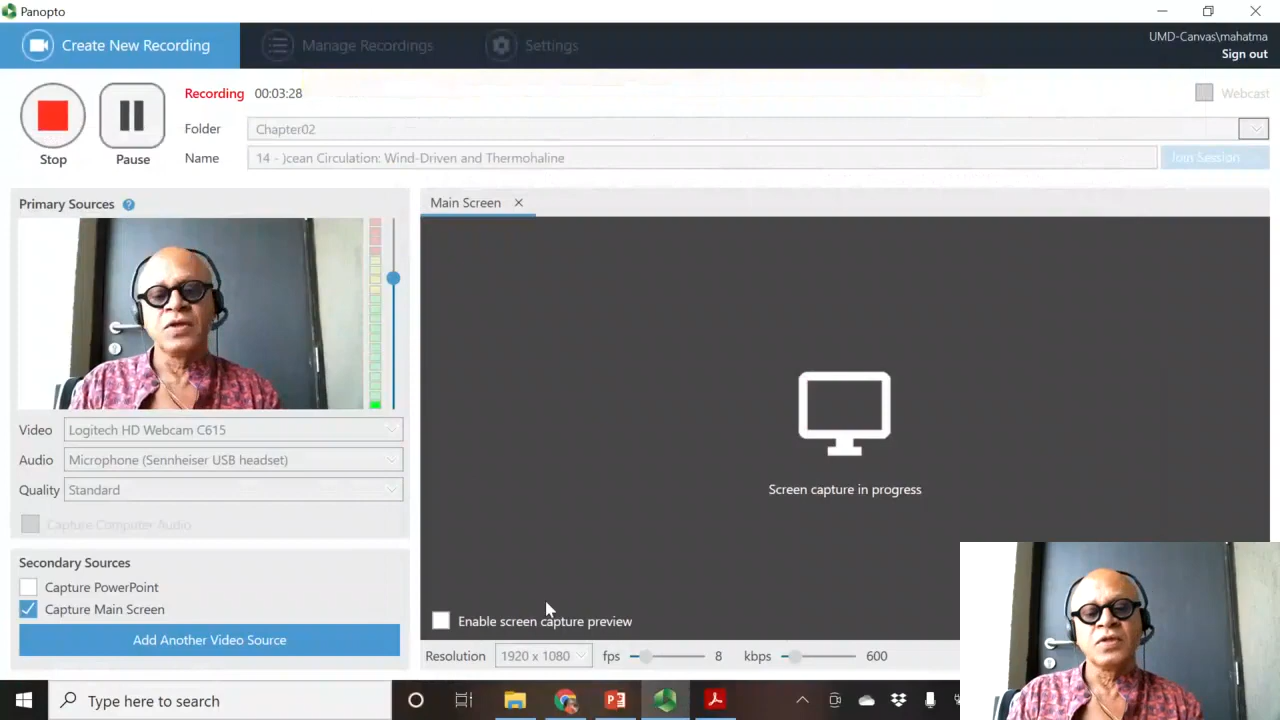 Panopto
Create New Recording
Manage Recordings
Settings
UMD-Canvas\mahatma
Sign out
Recording 00:03:28
Webcast
Folder Chapter02
Name 14 - )cean Circulation: Wind-Driven and Thermohaline
Join Session
Stop
Pause
Primary Sources ?
Main Screen
Video Logitech HD Webcam C615
Audio Microphone (Sennheiser USB headset)
Quality Standard
Capture Computer Audio
Screen capture in progress
Secondary Sources
Capture PowerPoint
Capture Main Screen
Add Another Video Source
Enable screen capture preview
Resolution 1920 x 1080 fps 8 kbps 600
Type here to search